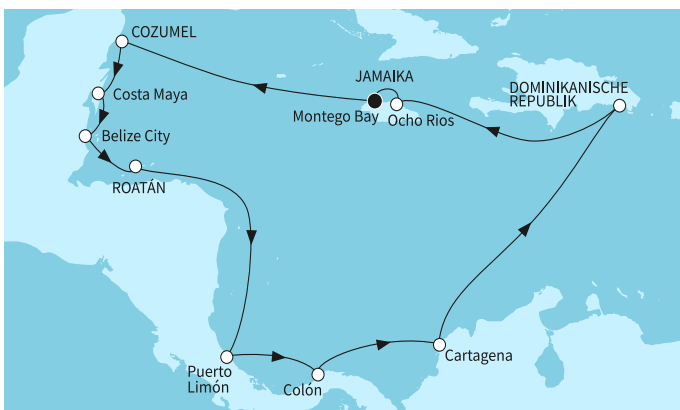 COZUMEL
JAMAIKA
DOMINIKANISCHE
REPUBLIK
Costa Maya
Montego Bay
Ocho Rios
Belize City
ROATÁN
Puerto
Limón
Colón
Cartagena